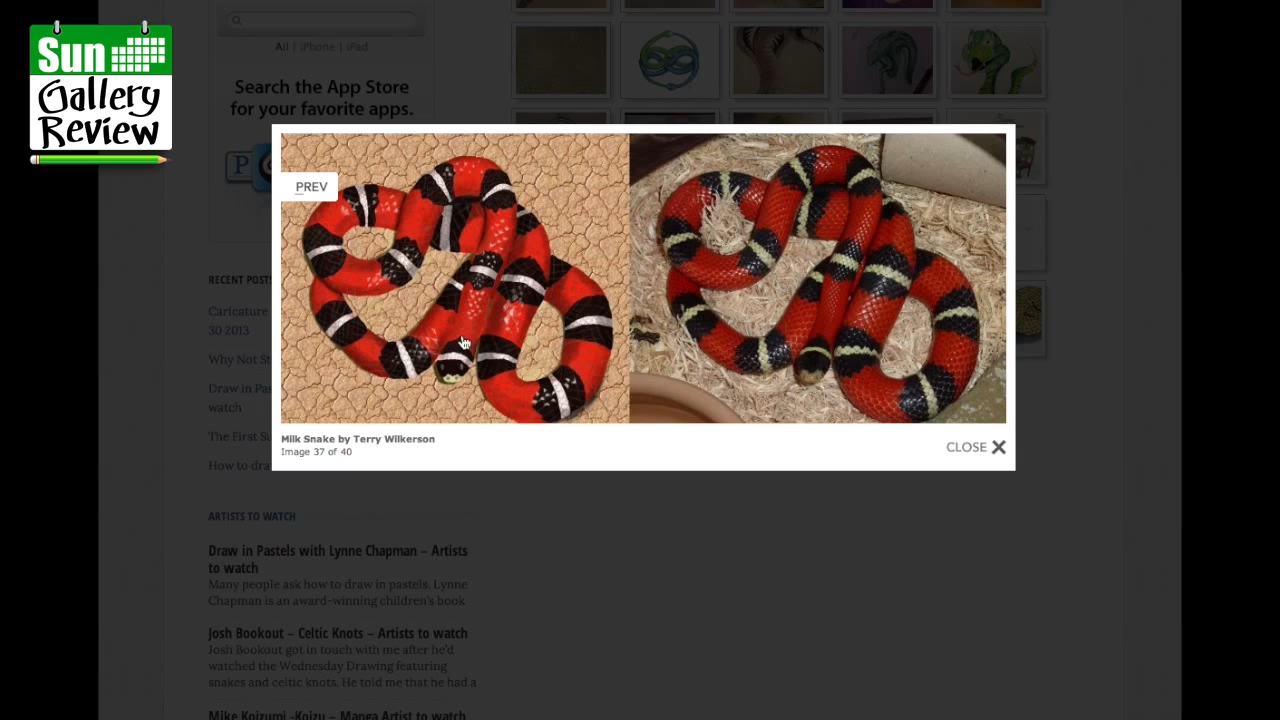 Sun
Gallery
Review
All | iPhone | iPad
Search the App Store
for your favorite apps.
P
PREV
Milk Snake by Terry Wilkerson
Image 37 of 40
CLOSE X
RECENT POSTS
Caricature
30 2013
Why Not St
Draw in Pas
watch
The First S
How to dra
ARTISTS TO WATCH
Draw in Pastels with Lynne Chapman – Artists
to watch
Many people ask how to draw in pastels. Lynne
Chapman is an award-winning children's book
Josh Bookout – Celtic Knots – Artists to watch
Josh Bookout got in touch with me after he'd
watched the Wednesday Drawing featuring
snakes and celtic knots. He told me that he had a
Mike Koizumi -Koizu – Manga Artist to watch